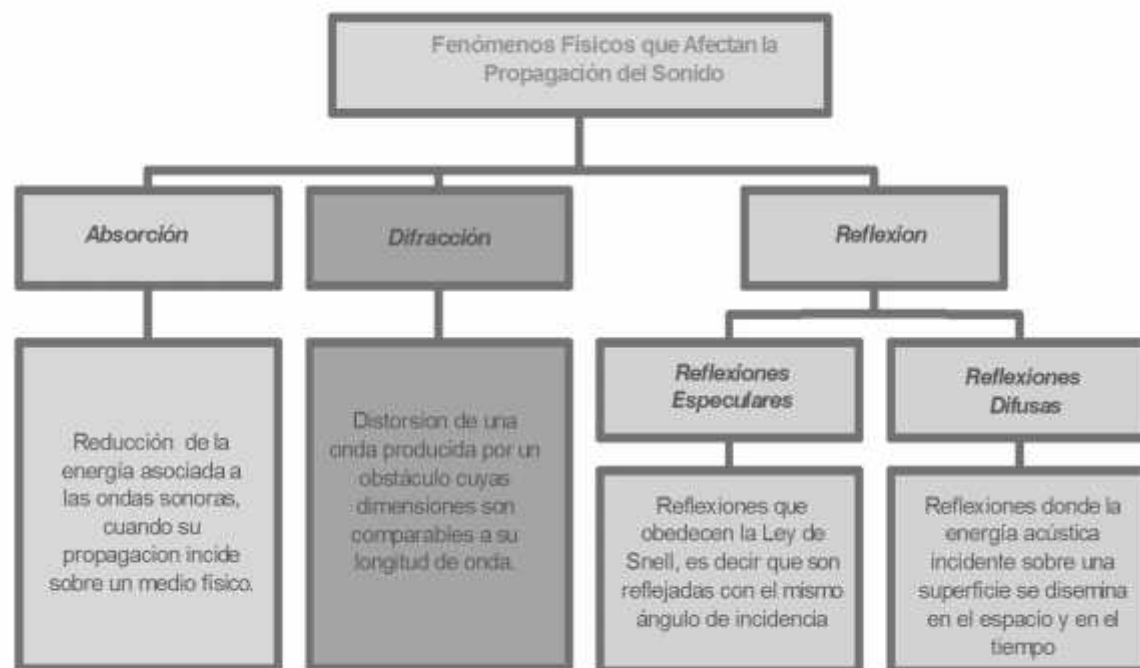 Fenómenos Físicos que Afectan la
Propagación del Sonido
Absorción
Difracción
Reflexion
Reducción de la
energía asociada a
las ondas sonoras,
cuando su
propagacion incide
sobre un medio físico.
Distorsion de una
onda producida por un
obstáculo cuyas
dimensiones son
comparables a su
longitud de onda.
Reflexiones
Especulares
Reflexiones que
obedecen la Ley de
Snell, es decir que son
reflejadas con el mismo
ángulo de incidencia
Reflexiones
Difusas
Reflexiones donde la
energía acústica
incidente sobre una
superficie se disemina
en el espacio y en el
tiempo